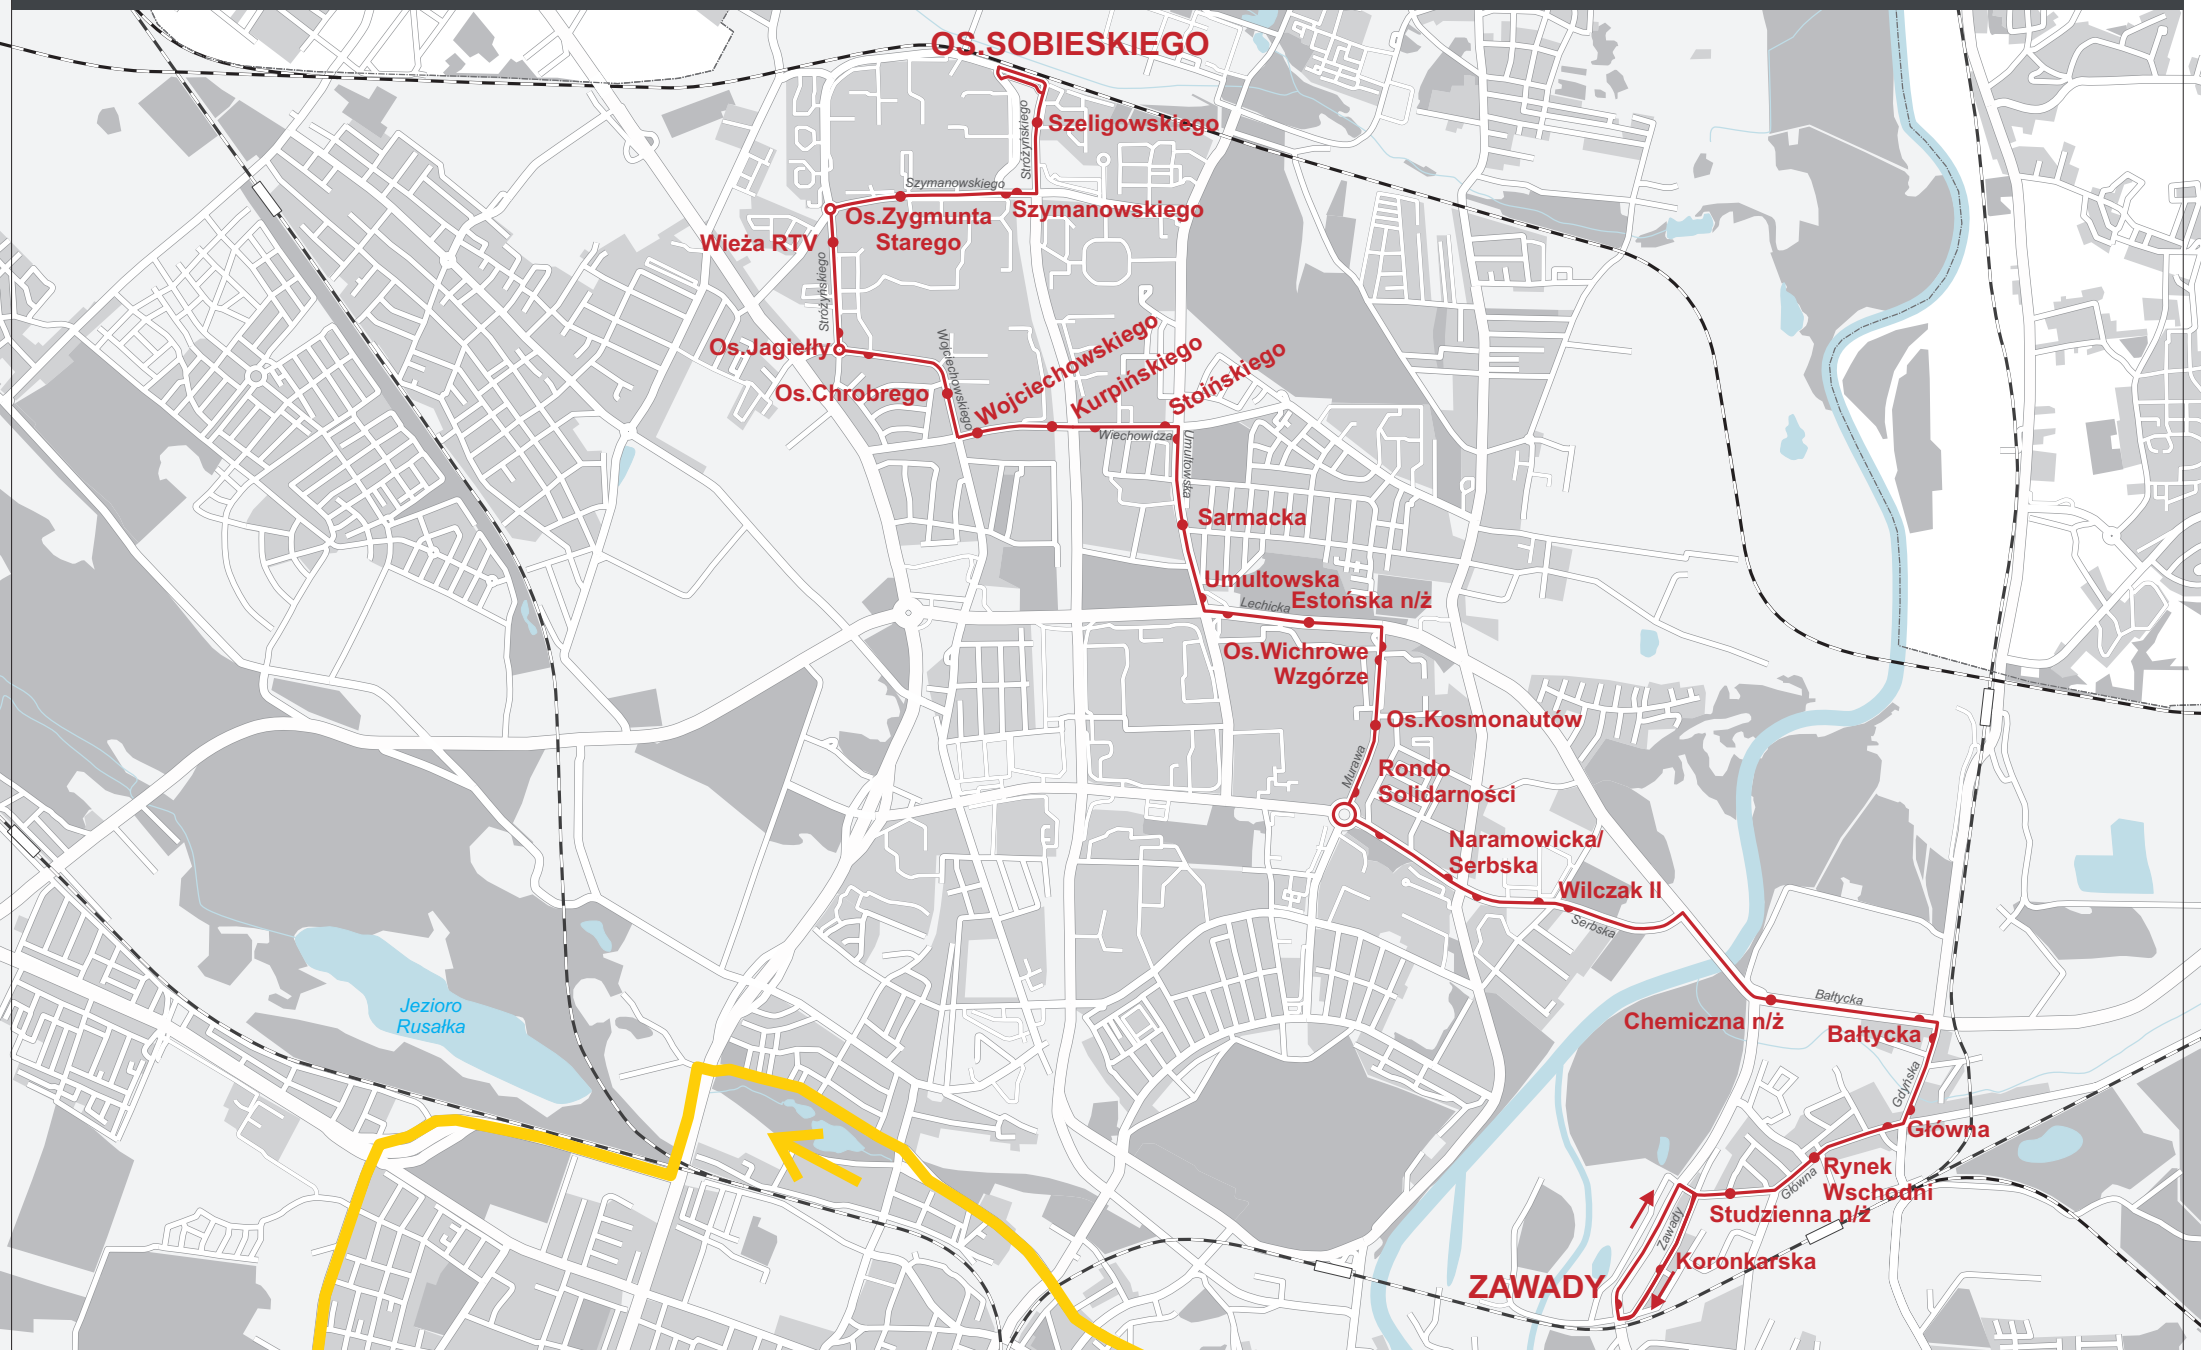 OS.SOBIESKIEGO
Szeligowskiego
Stróżyńskiego
Szymanowskiego
Szymanowskiego
Os.Zygmunta
Starego
Wieża RTV
Stróżyńskiego
Os.Jagiełły
Wojciechowskiego
Os.Chrobrego
Wojciechowskiego
Kurpińskiego
Stoińskiego
Wiechowicza
Umultowska
Sarmacka
Umultowska
Lechicka
Estońska n/ż
Os.Wichrowe
Wzgórze
Os.Kosmonautów
Murawa
Rondo
Solidarności
Naramowicka/
Serbska
Wilczak II
Serbska
Jezioro
Rusałka
Bałtycka
Chemiczna n/ż
Bałtycka
Gdyńska
Główna
Rynek
Wschodni
Główna
Studzienna n/ż
Zawady
Koronkarska
ZAWADY